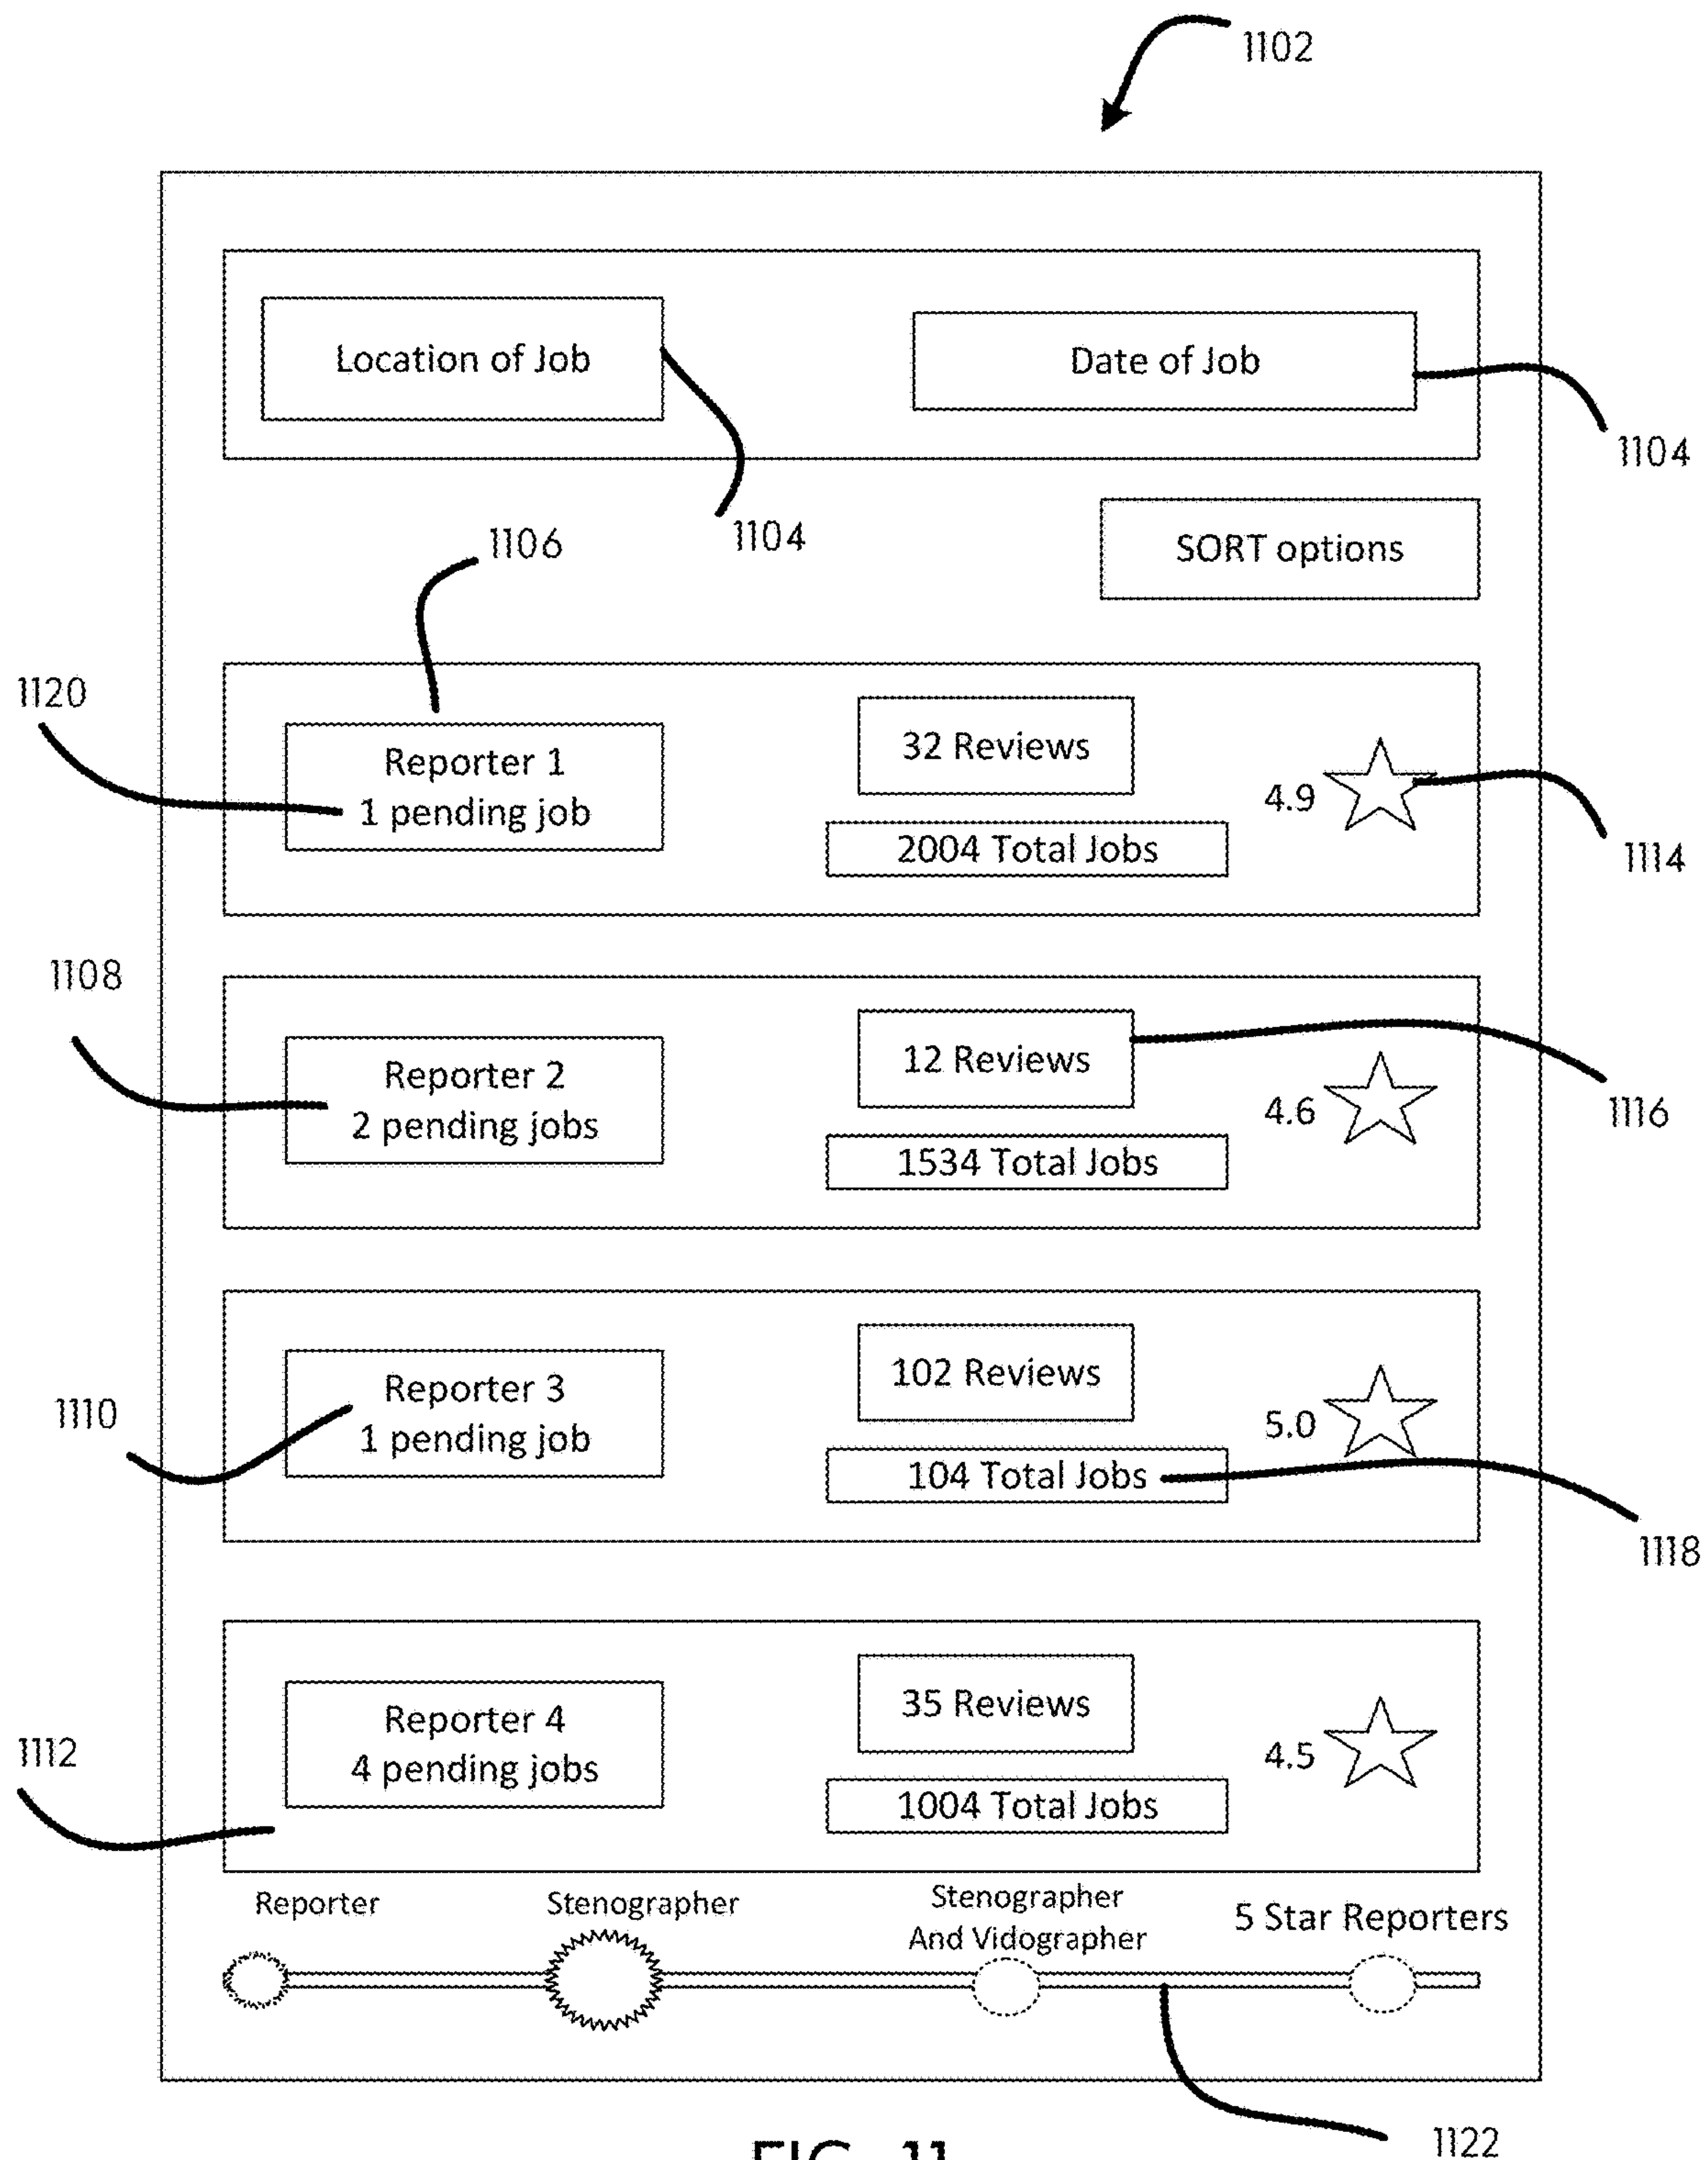 1102
Location of Job
Date of Job
1104
1104
SORT options
1106
1120
Reporter 1
1 pending job
32 Reviews
2004 Total Jobs
4.9
1114
1108
Reporter 2
2 pending jobs
12 Reviews
1534 Total Jobs
4.6
1116
1110
Reporter 3
1 pending job
102 Reviews
104 Total Jobs
5.0
1118
1112
Reporter 4
4 pending jobs
35 Reviews
1004 Total Jobs
4.5
Reporter
Stenographer
Stenographer
And Vidographer
5 Star Reporters
1122
FIG. 11